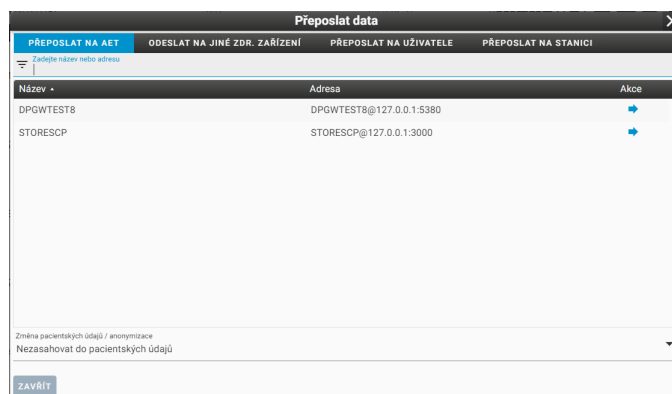 Přeposlat data
PŘEPOSLAT NA AET ODESLAT NA JINÉ ZDR. ZAŘÍZENÍ PŘEPOSLAT NA UŽIVATELE PŘEPOSLAT NA STANICI
Zadejte název nebo adresu
Název Adresa Akce
DPGWTEST8 DPGWTEST8@127.0.0.1:5380
STORESCP STORESCP@127.0.0.1:3000
Změna pacientských údajů / anonymizace
Nezasahovat do pacientských údajů
ZAVŘÍT